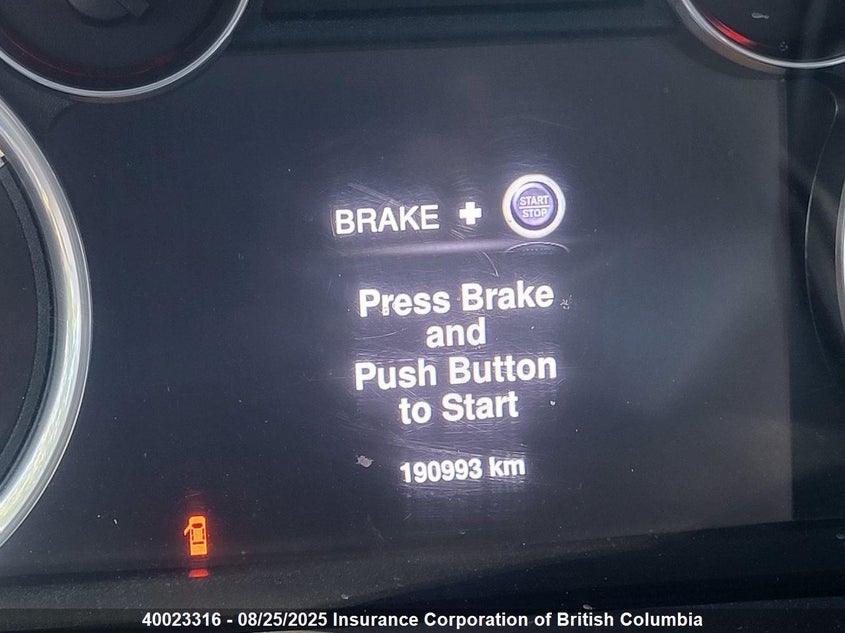 BRAKE + START STOP
Press Brake
and
Push Button
to Start
190993 km
40023316 - 08/25/2025 Insurance Corporation of British Columbia